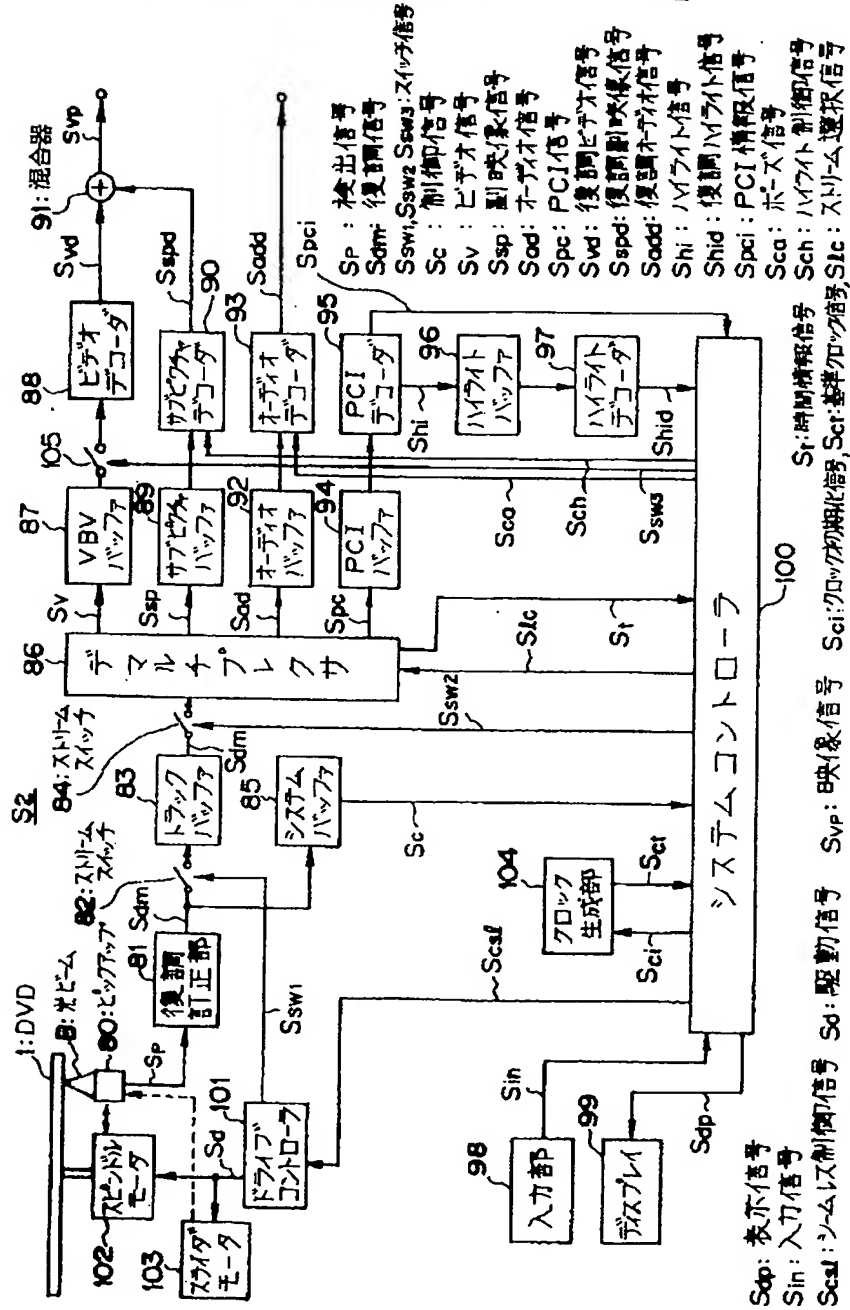 S2
1:DVD
B:光ビーム
80:ピックアップ
102
スピンドル
モータ
103
スライダ
モータ
Sp
Sd
101
ドライブ
コントローラ
81
復調
訂正部
Sdm
82:ストリーム
スイッチ
Ssw1
83
トラック
バッファ
84:ストリーム
スイッチ
Sdm
85
システム
バッファ
Sc
86
デマルチプレクサ
Sv
Ssp
Sad
Spc
87
VBV
バッファ
105
88
ビデオ
デコーダ
Svd
91:混合器
Svp
89
サブピクチャ
バッファ
サブピクチャ
デコーダ
90
Sspd
92
オーディオ
バッファ
オーディオ
デコーダ
93
Sadd
94
PCI
バッファ
PCI
デコーダ
95
Spci
Shi
96
ハイライト
バッファ
97
ハイライト
デコーダ
Shid
Sca
Sch
Ssw3
Slc
St
Ssw2
104
クロック
生成部
Sct
Sci
Scsl
98
入力部
Sin
99
ディスプレイ
Sdp
システムコントローラ
100
Sp:検出信号
Sdm:復調信号
Ssw1,Ssw2 Ssw3:スイッチ信号
Sc:制御信号
Sv:ビデオ信号
Ssp:副映像信号
Sad:オーディオ信号
Spc:PCI信号
Svd:復調ビデオ信号
Sspd:復調副映像信号
Sadd:復調オーディオ信号
Shi:ハイライト信号
Shid:復調ハイライト信号
Spci:PCI情報信号
Sca:ポーズ信号
Sch:ハイライト制御信号
St:時間情報信号
Sci:クロック初期化信号,Sct:基準クロック信号,Slc:ストリーム選択信号
Sdp:表示信号
Sin:入力信号
Scsl:シームレス制御信号 Sd:駆動信号 Svp:映像信号